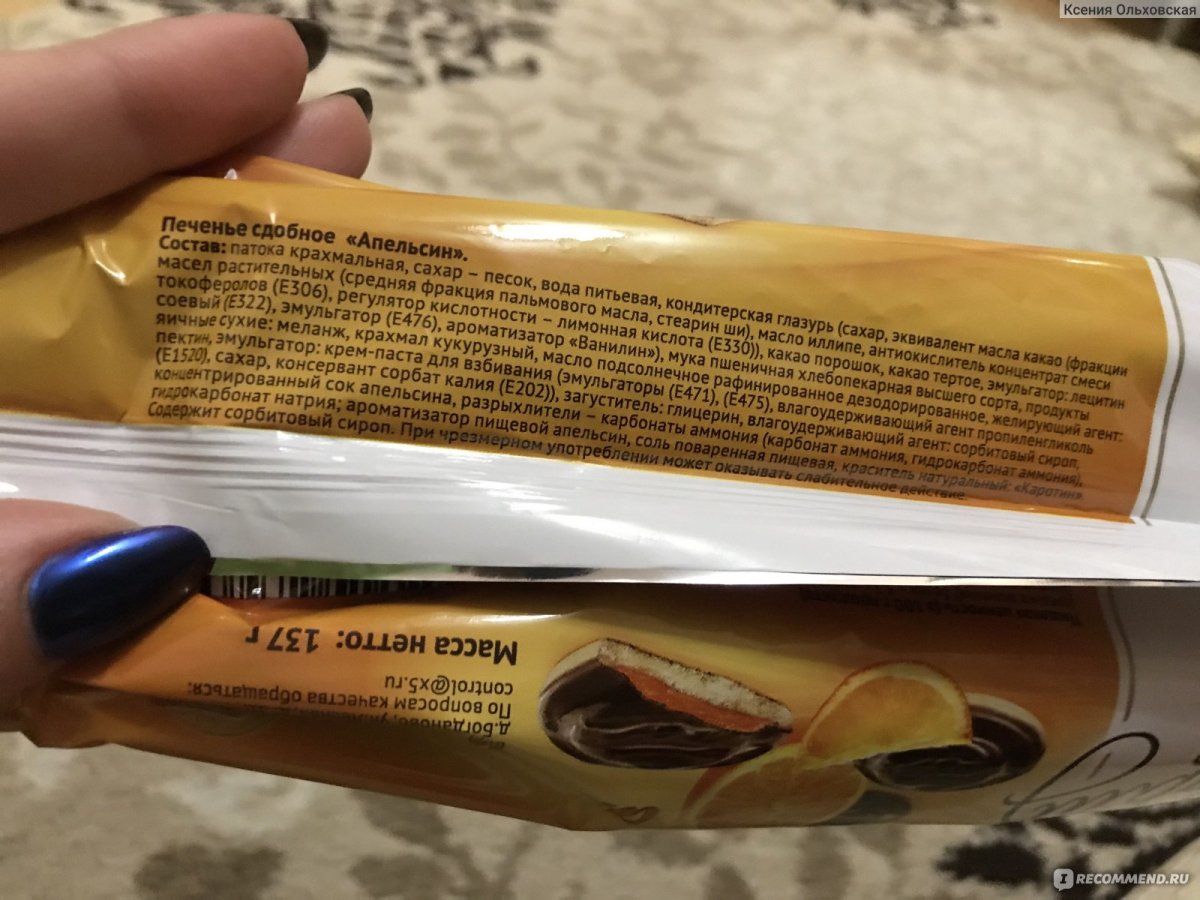 Ксения Ольховская
Печенье сдобное «Апельсин».
Состав: патока крахмальная, сахар – песок, вода питьевая, кондитерская глазурь (сахар, эквивалент масла какао (фракции
масел растительных (средняя фракция пальмового масла, стеарин ши), масло иллипе, антиокислитель концентрат смеси
токоферолов (Е306), регулятор кислотности – лимонная кислота (Е330)), какао порошок, какао тертое, эмульгатор: лецитин
соевый (Е322), эмульгатор (Е476), ароматизатор «Ванилин»), мука пшеничная хлебопекарная высшего сорта, продукты
яичные сухие: меланж, крахмал кукурузный, масло подсолнечное рафинированное дезодорированное, желирующий агент:
пектин, эмульгатор: крем-паста для взбивания (эмульгаторы (Е471), (Е475), влагоудерживающий агент пропиленгликоль
(Е1520), сахар, консервант сорбат калия (Е202)), загуститель: глицерин, влагоудерживающий агент: сорбитовый сироп,
концентрированный сок апельсина, разрыхлители – карбонаты аммония (карбонат аммония, гидрокарбонат аммония),
гидрокарбонат натрия; ароматизатор пищевой апельсин, соль поваренная пищевая, краситель натуральный: «Каротин».
Содержит сорбитовый сироп. При чрезмерном употреблении может оказывать слабительное действие.
Масса нетто: 137 г
control@x5.ru
По вопросам качества обращаться:
д.Богданово,
IRECOMMEND.RU